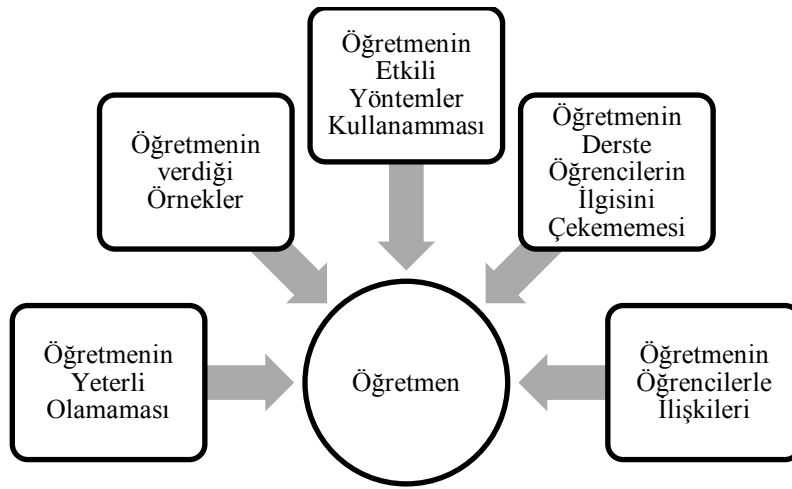 Öğretmenin
Etkili
Yöntemler
Kullanamması
Öğretmenin
verdiği
Örnekler
Öğretmenin
Derste
Öğrencilerin
İlgisini
Çekememesi
Öğretmenin
Yeterli
Olamaması
Öğretmen
Öğretmenin
Öğrencilerle
İlişkileri